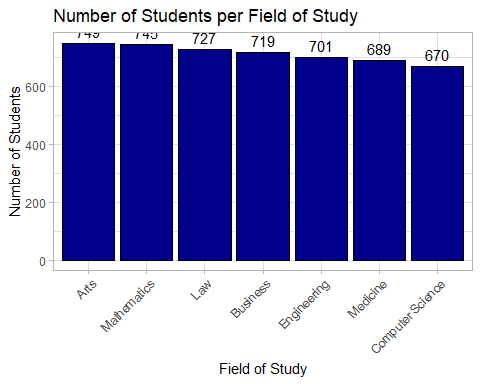 Number of Students per Field of Study
749 745 727 719 701 689 670
600
400
200
0
Number of Students
Arts Mathematics Law Business Engineering Medicine Computer Science
Field of Study